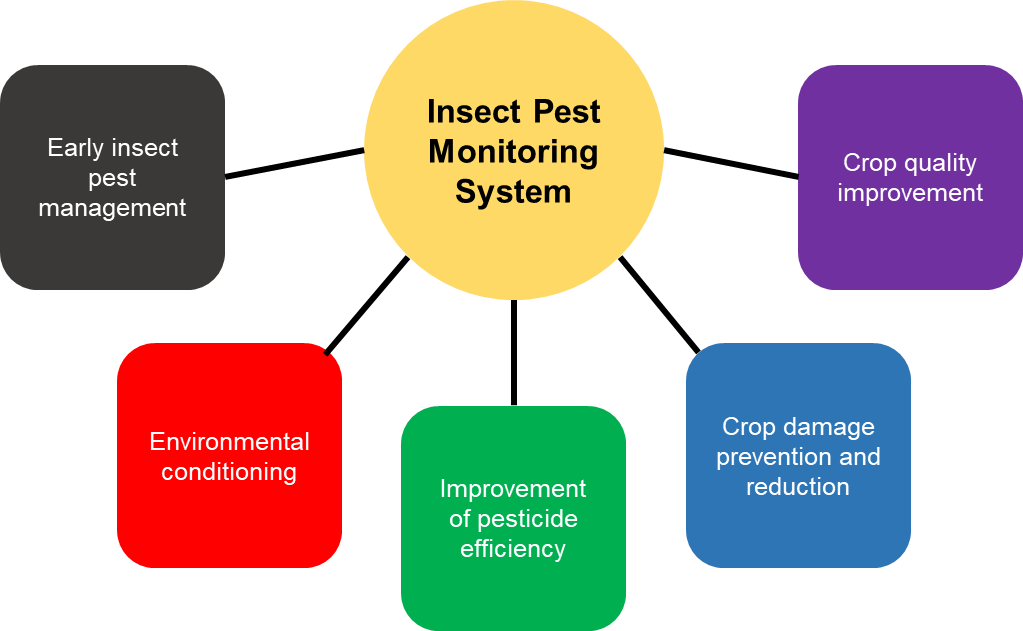 Insect Pest
Monitoring
System
Early insect
pest
management
Environmental
conditioning
Improvement
of pesticide
efficiency
Crop damage
prevention and
reduction
Crop quality
improvement